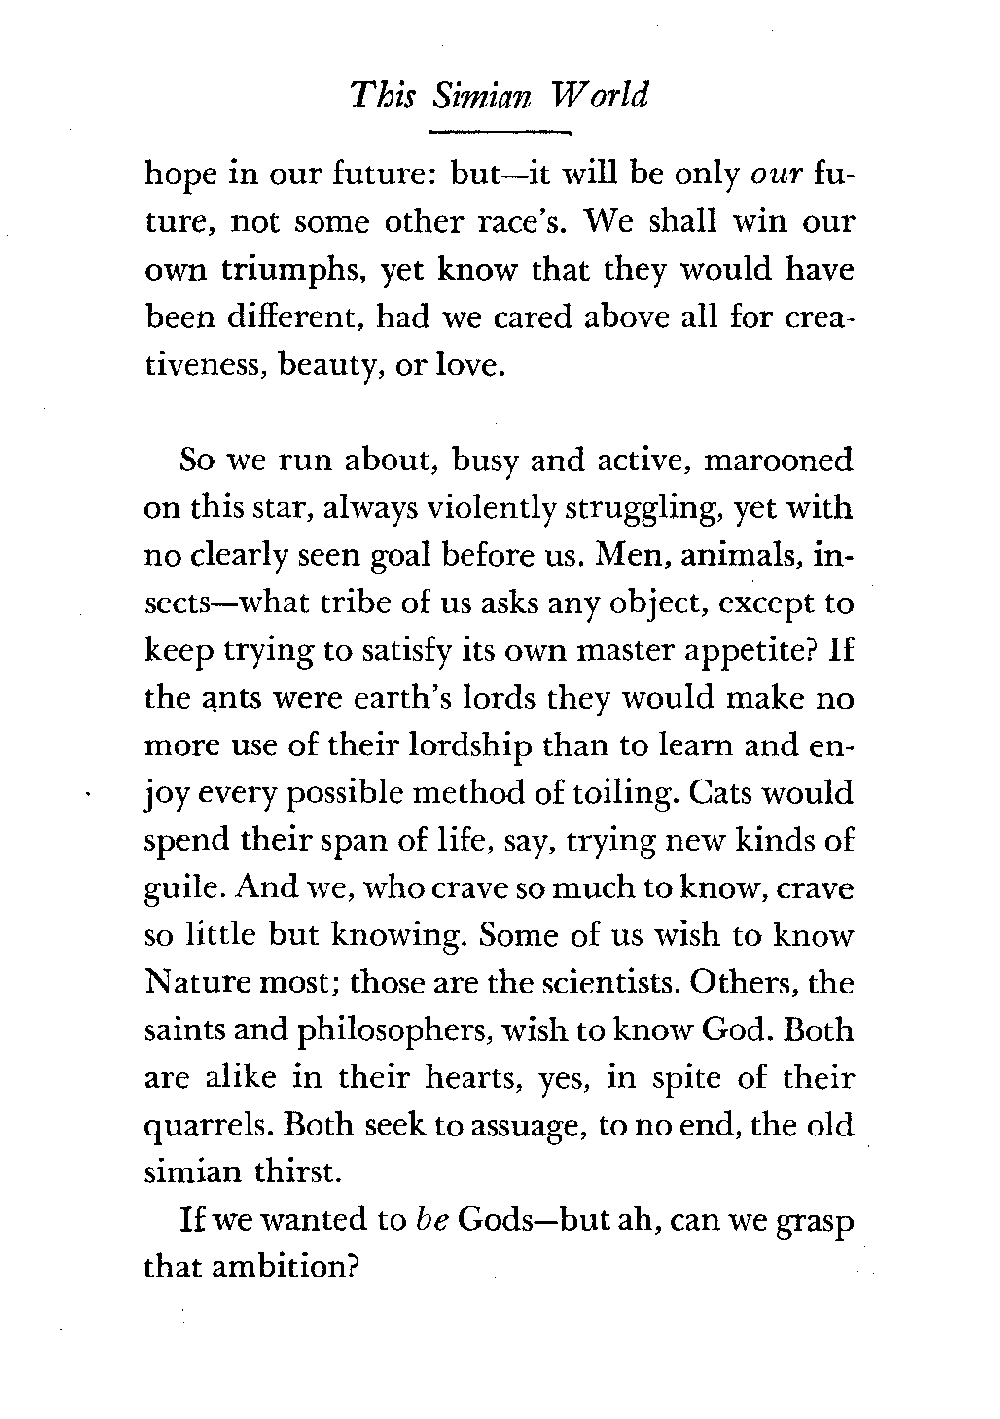 This Simian World
hope in our future: but—it will be only our fu-
ture, not some other race's. We shall win our
own triumphs, yet know that they would have
been different, had we cared above all for crea-
tiveness, beauty, or love.
So we run about, busy and active, marooned
on this star, always violently struggling, yet with
no clearly seen goal before us. Men, animals, in-
sects—what tribe of us asks any object, except to
keep trying to satisfy its own master appetite? If
the ants were earth's lords they would make no
more use of their lordship than to learn and en-
joy every possible method of toiling. Cats would
spend their span of life, say, trying new kinds of
guile. And we, who crave so much to know, crave
so little but knowing. Some of us wish to know
Nature most; those are the scientists. Others, the
saints and philosophers, wish to know God. Both
are alike in their hearts, yes, in spite of their
quarrels. Both seek to assuage, to no end, the old
simian thirst.
If we wanted to be Gods—but ah, can we grasp
that ambition?